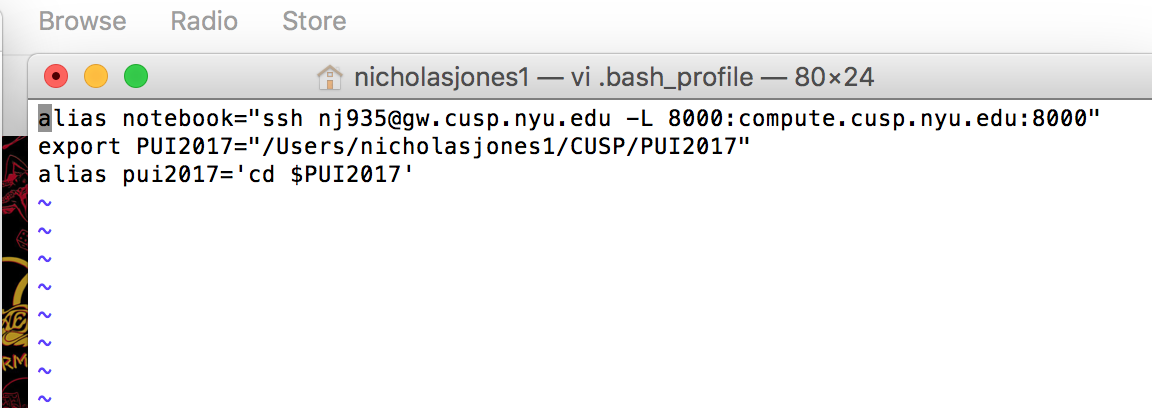 Browse Radio Store
nicholasjones1 — vi .bash_profile — 80×24
alias notebook="ssh nj935@gw.cusp.nyu.edu -L 8000:compute.cusp.nyu.edu:8000"
export PUI2017="/Users/nicholasjones1/CUSP/PUI2017"
alias pui2017='cd $PUI2017'
~
~
~
~
~
~
~
~